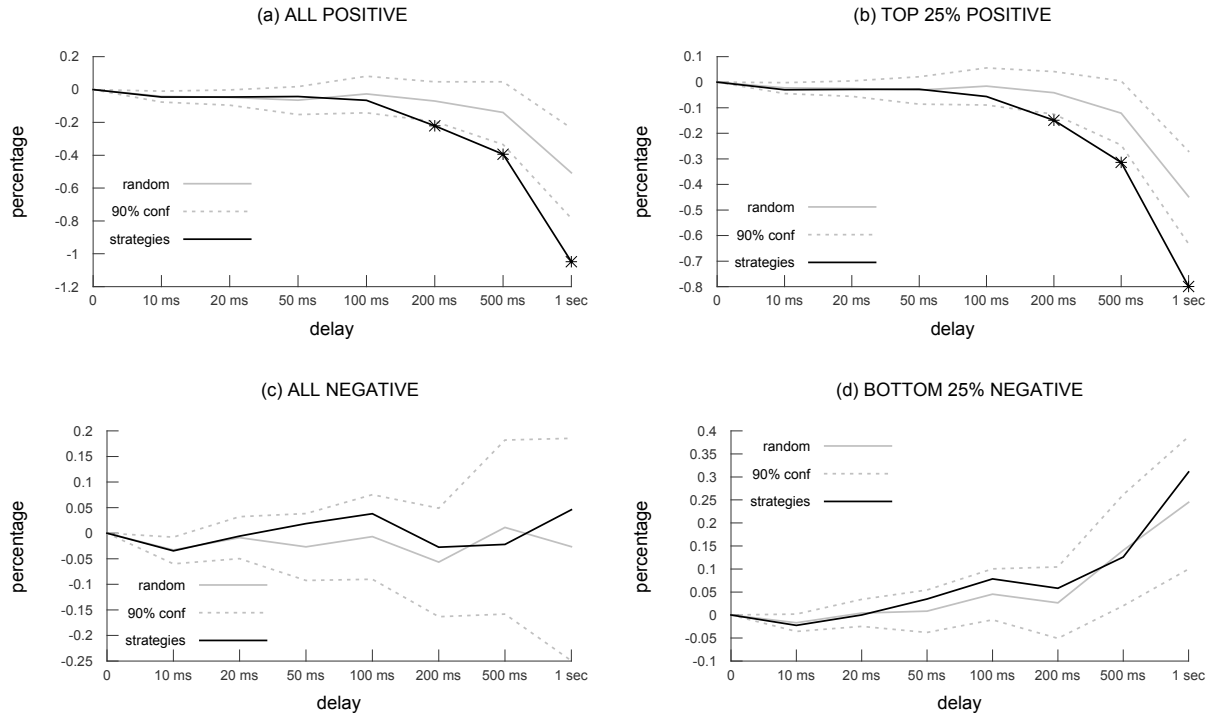 (a) ALL POSITIVE
0.2
0
-0.2
-0.4
-0.6
-0.8
-1
-1.2
percentage
random
90% conf
strategies
0 10 ms 20 ms 50 ms 100 ms 200 ms 500 ms 1 sec
delay
(b) TOP 25% POSITIVE
0.1
0
-0.1
-0.2
-0.3
-0.4
-0.5
-0.6
-0.7
-0.8
percentage
random
90% conf
strategies
0 10 ms 20 ms 50 ms 100 ms 200 ms 500 ms 1 sec
delay
(c) ALL NEGATIVE
0.2
0.15
0.1
0.05
0
-0.05
-0.1
-0.15
-0.2
-0.25
percentage
random
90% conf
strategies
0 10 ms 20 ms 50 ms 100 ms 200 ms 500 ms 1 sec
delay
(d) BOTTOM 25% NEGATIVE
0.4
0.35
0.3
0.25
0.2
0.15
0.1
0.05
0
-0.05
-0.1
percentage
random
90% conf
strategies
0 10 ms 20 ms 50 ms 100 ms 200 ms 500 ms 1 sec
delay